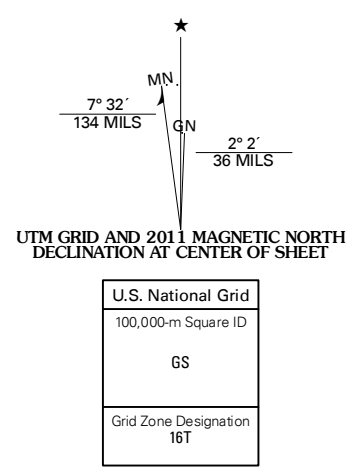 ★
MN
7° 32´
134 MILS
GN
2° 2´
36 MILS
UTM GRID AND 2011 MAGNETIC NORTH
DECLINATION AT CENTER OF SHEET
U.S. National Grid
100,000-m Square ID
GS
Grid Zone Designation
16T